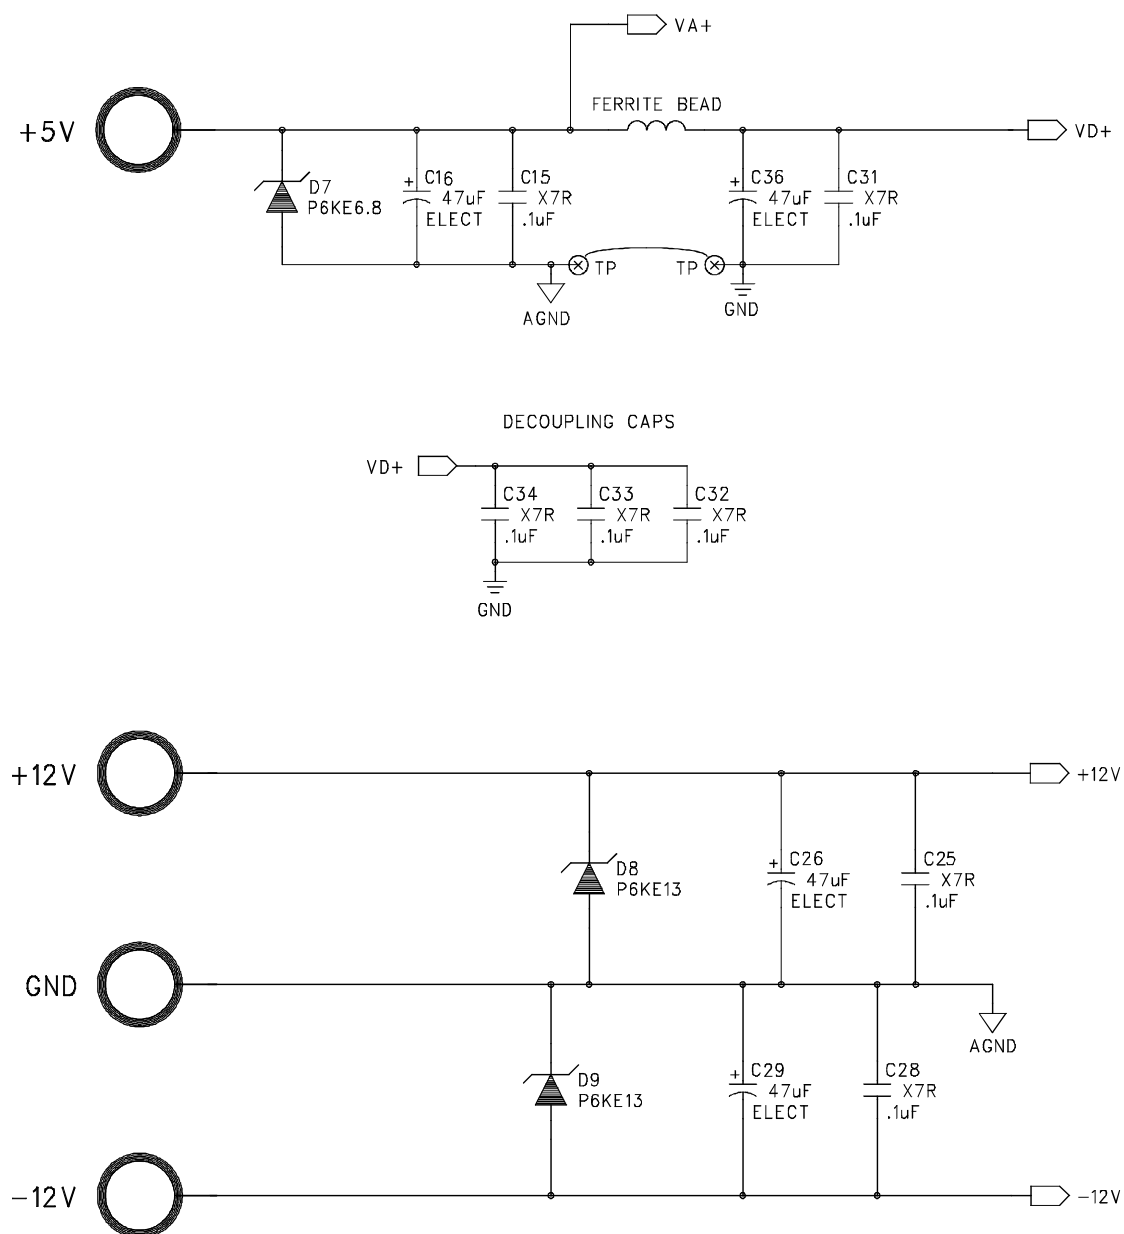 VA+
FERRITE BEAD
+5V
VD+
D7
P6KE6.8
+
C16
47uF
ELECT
C15
X7R
.1uF
+
C36
47uF
ELECT
C31
X7R
.1uF
TP
TP
AGND
GND
DECOUPLING CAPS
VD+
C34
X7R
.1uF
C33
X7R
.1uF
C32
X7R
.1uF
GND
+12V
+12V
D8
P6KE13
+
C26
47uF
ELECT
C25
X7R
.1uF
GND
AGND
D9
P6KE13
+
C29
47uF
ELECT
C28
X7R
.1uF
-12V
-12V